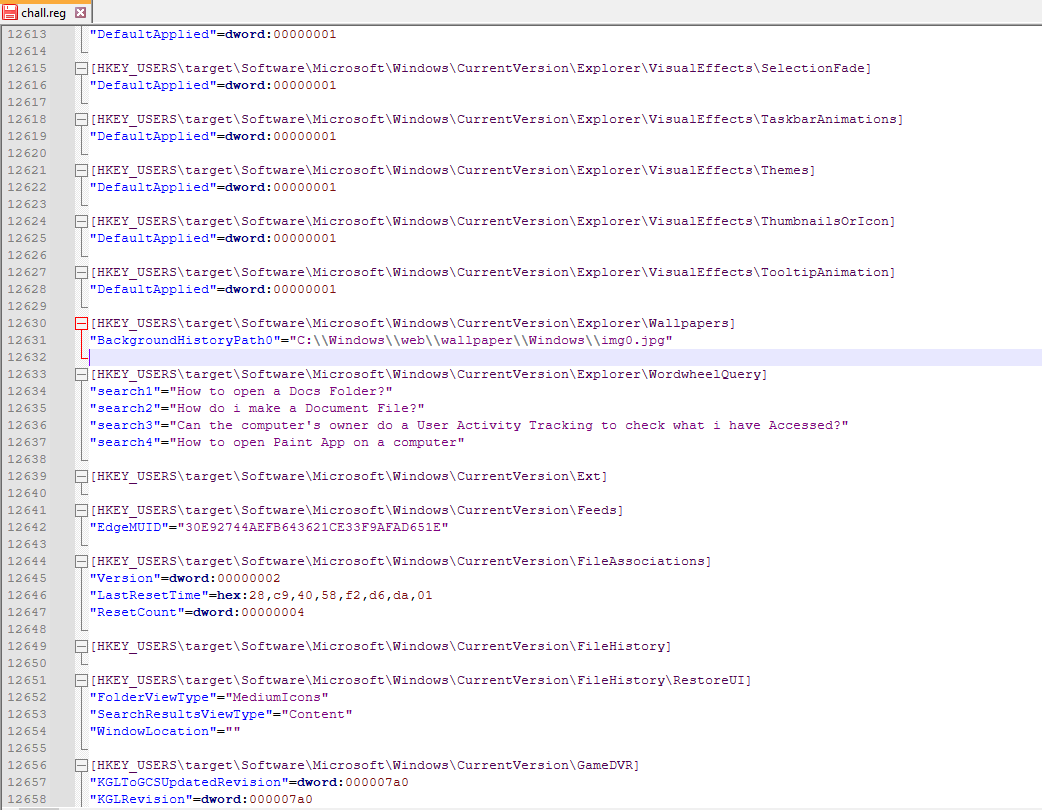 chall.reg
12613 "DefaultApplied"=dword:00000001
12614
12615 [HKEY_USERS\target\Software\Microsoft\Windows\CurrentVersion\Explorer\VisualEffects\SelectionFade]
12616 "DefaultApplied"=dword:00000001
12617
12618 [HKEY_USERS\target\Software\Microsoft\Windows\CurrentVersion\Explorer\VisualEffects\TaskbarAnimations]
12619 "DefaultApplied"=dword:00000001
12620
12621 [HKEY_USERS\target\Software\Microsoft\Windows\CurrentVersion\Explorer\VisualEffects\Themes]
12622 "DefaultApplied"=dword:00000001
12623
12624 [HKEY_USERS\target\Software\Microsoft\Windows\CurrentVersion\Explorer\VisualEffects\ThumbnailsOrIcon]
12625 "DefaultApplied"=dword:00000001
12626
12627 [HKEY_USERS\target\Software\Microsoft\Windows\CurrentVersion\Explorer\VisualEffects\TooltipAnimation]
12628 "DefaultApplied"=dword:00000001
12629
12630 [HKEY_USERS\target\Software\Microsoft\Windows\CurrentVersion\Explorer\Wallpapers]
12631 "BackgroundHistoryPath0"="C:\\Windows\\web\\wallpaper\\Windows\\img0.jpg"
12632
12633 [HKEY_USERS\target\Software\Microsoft\Windows\CurrentVersion\Explorer\WordwheelQuery]
12634 "search1"="How to open a Docs Folder?"
12635 "search2"="How do i make a Document File?"
12636 "search3"="Can the computer's owner do a User Activity Tracking to check what i have Accessed?"
12637 "search4"="How to open Paint App on a computer"
12638
12639 [HKEY_USERS\target\Software\Microsoft\Windows\CurrentVersion\Ext]
12640
12641 [HKEY_USERS\target\Software\Microsoft\Windows\CurrentVersion\Feeds]
12642 "EdgeMUID"="30E92744AEFB643621CE33F9AFAD651E"
12643
12644 [HKEY_USERS\target\Software\Microsoft\Windows\CurrentVersion\FileAssociations]
12645 "Version"=dword:00000002
12646 "LastResetTime"=hex:28,c9,40,58,f2,d6,da,01
12647 "ResetCount"=dword:00000004
12648
12649 [HKEY_USERS\target\Software\Microsoft\Windows\CurrentVersion\FileHistory]
12650
12651 [HKEY_USERS\target\Software\Microsoft\Windows\CurrentVersion\FileHistory\RestoreUI]
12652 "FolderViewType"="MediumIcons"
12653 "SearchResultsViewType"="Content"
12654 "WindowLocation"=""
12655
12656 [HKEY_USERS\target\Software\Microsoft\Windows\CurrentVersion\GameDVR]
12657 "KGLToGCSUpdatedRevision"=dword:000007a0
12658 "KGLRevision"=dword:000007a0